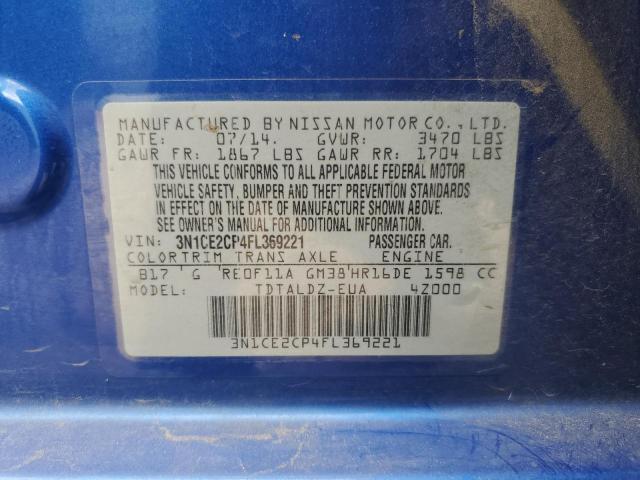 MANUFACTURED BY NISSAN MOTOR CO., LTD.
DATE: 07/14. GVWR: 3470 LBS
GAWR FR: 1867 LBS GAWR RR: 1704 LBS
THIS VEHICLE CONFORMS TO ALL APPLICABLE FEDERAL MOTOR
VEHICLE SAFETY, BUMPER AND THEFT PREVENTION STANDARDS
IN EFFECT ON THE DATE OF MANUFACTURE SHOWN ABOVE.
SEE OWNER'S MANUAL FOR ADDITIONAL INFORMATION.
VIN: 3N1CE2CP4FL369221 PASSENGER CAR.
COLOR TRIM TRANS AXLE ENGINE
B17 G RE0F11A GM38 HR16DE 1598 CC
MODEL: TDTALDZ-EUA 4Z000
3N1CE2CP4FL369221